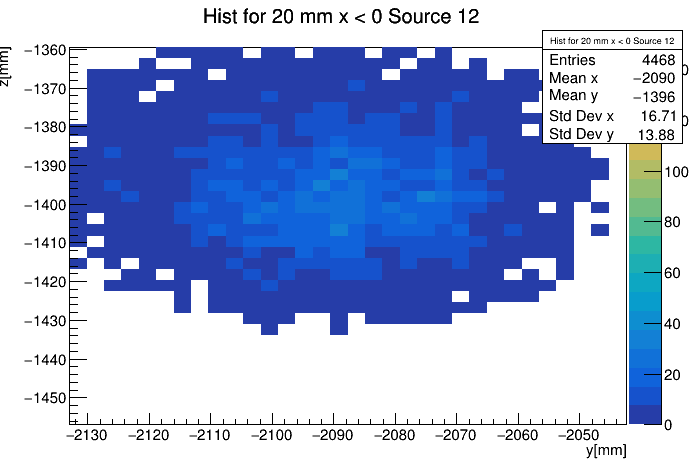 Hist for 20 mm x < 0 Source 12
Hist for 20 mm x < 0 Source 12
Entries 4468
Mean x −2090
Mean y −1396
Std Dev x 16.71
Std Dev y 13.88
z[mm]
−1360
−1370
−1380
−1390
−1400
−1410
−1420
−1430
−1440
−1450
−2130 −2120 −2110 −2100 −2090 −2080 −2070 −2060 −2050
y[mm]
100
80
60
40
20
0